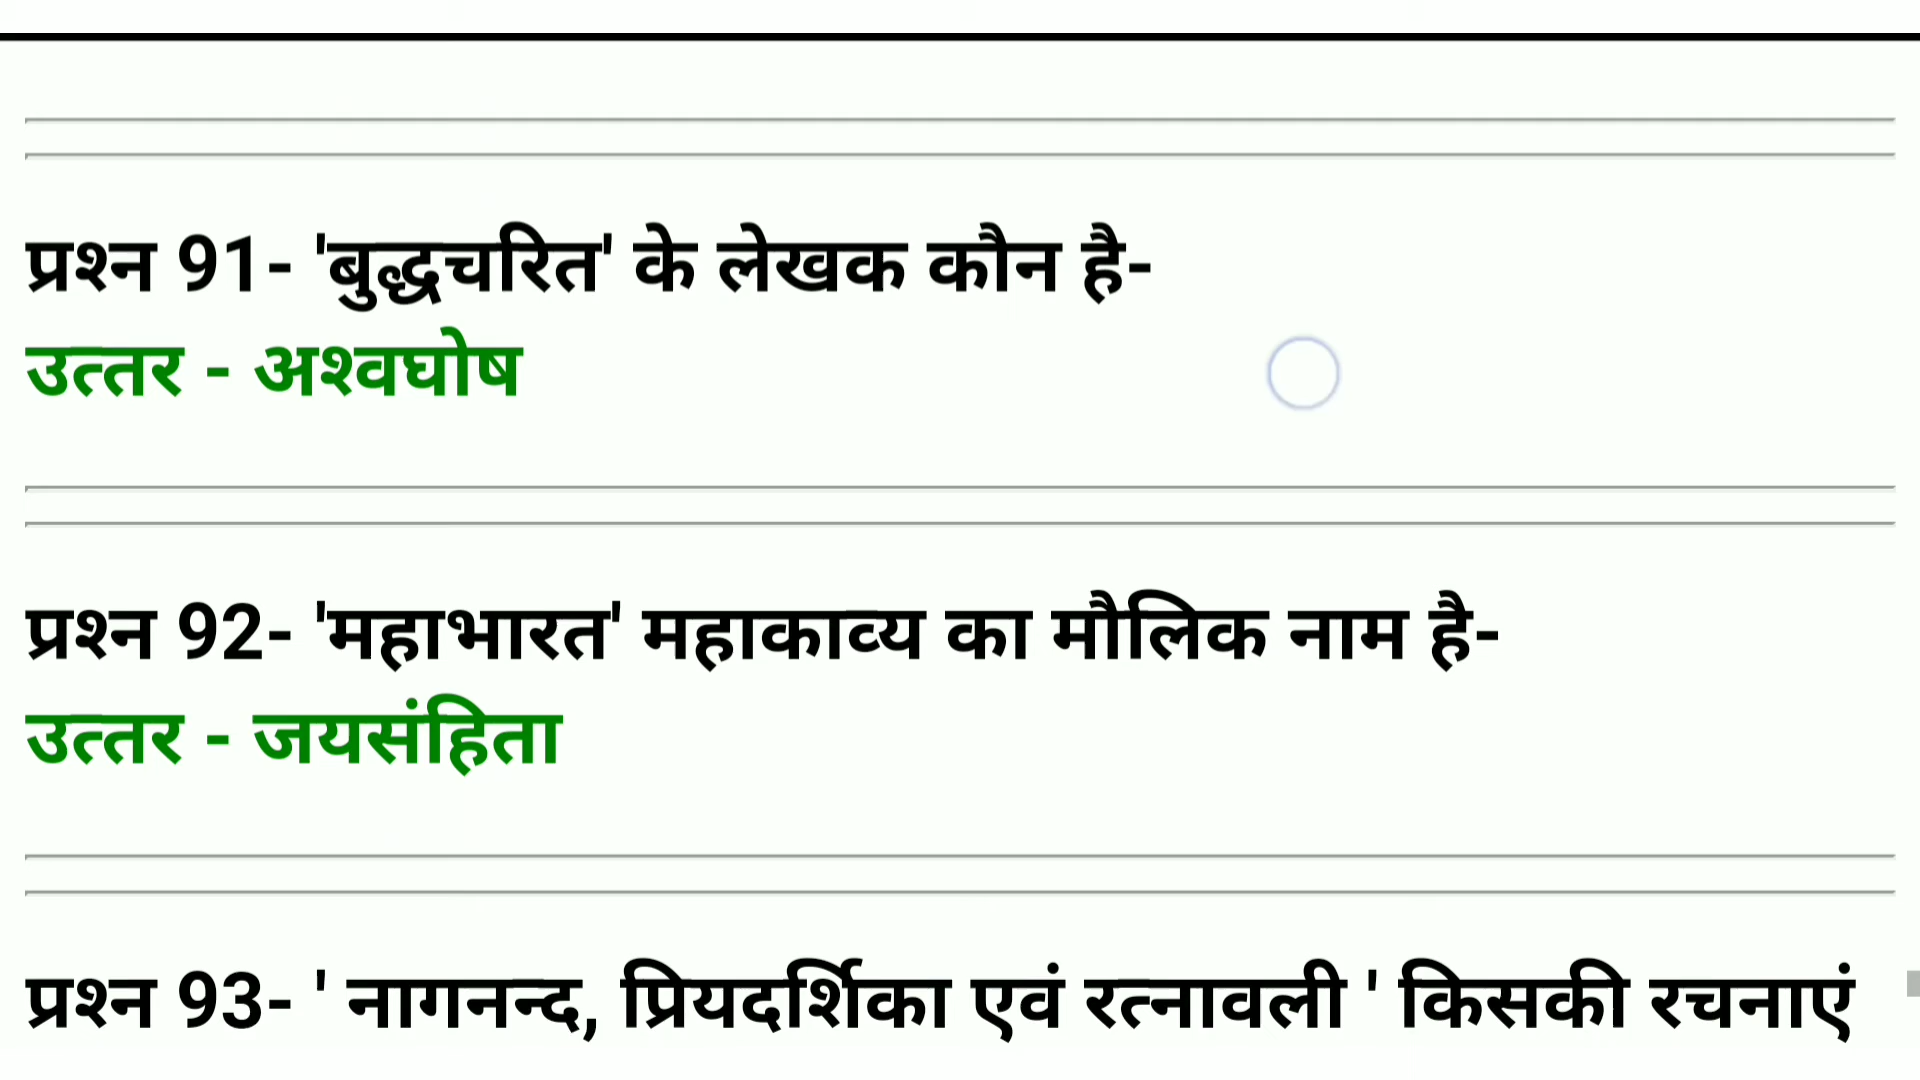 प्रश्न 91- 'बुद्धचरित' के लेखक कौन है-
उत्तर - अश्वघोष
प्रश्न 92- 'महाभारत' महाकाव्य का मौलिक नाम है-
उत्तर - जयसंहिता
प्रश्न 93- ' नागनन्द, प्रियदर्शिका एवं रत्नावली ' किसकी रचनाएं